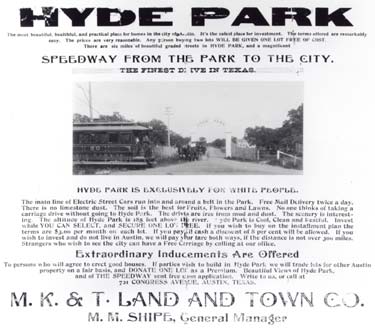 HYDE PARK
The most beautiful, healthful, and practical place for homes in the city and suburbs. It's the safest place for investment. The terms offered are remarkably
easy. The prices are very reasonable. Any person buying two lots WILL BE GIVEN ONE LOT FREE OF COST.
There are six miles of beautiful graded streets in HYDE PARK, and a magnificent
SPEEDWAY FROM THE PARK TO THE CITY.
THE FINEST DRIVE IN TEXAS.
HYDE PARK IS EXCLUSIVELY FOR WHITE PEOPLE.
The main line of Electric Street Cars run into and around a belt in the Park. Free Mail Delivery twice a day.
There is no limestone dust. The soil is the best for Fruits, Flowers and Lawns. No one thinks of taking a
carriage drive without going to Hyde Park. The drives are free from mud and dust. The scenery is interest-
ing. The altitude of Hyde Park is 185 feet above the river. Hyde Park is Cool, Clean and Restful. Invest
while YOU CAN SELECT, and SECURE ONE LOT FREE. If you wish to buy on the installment plan the
terms are $ per month on each lot. If you pay cash a discount of 8 per cent will be allowed. If you
wish to invest and do not live in Austin, we will pay your fare both ways, if the distance is not over 300 miles.
Strangers who wish to see the city can have a Free Carriage by calling at our office.
Extraordinary Inducements Are Offered
To persons who will agree to erect good houses. If parties wish to build in Hyde Park, we will trade lots for other Austin
property on a fair basis, and DONATE ONE LOT as a Premium. Beautiful Views of Hyde Park,
and of THE SPEEDWAY sent free upon application. Write to us, or call at
721 CONGRESS AVENUE, AUSTIN, TEXAS.
M. K. & T. LAND AND TOWN CO.
M. M. SHIPE, General Manager